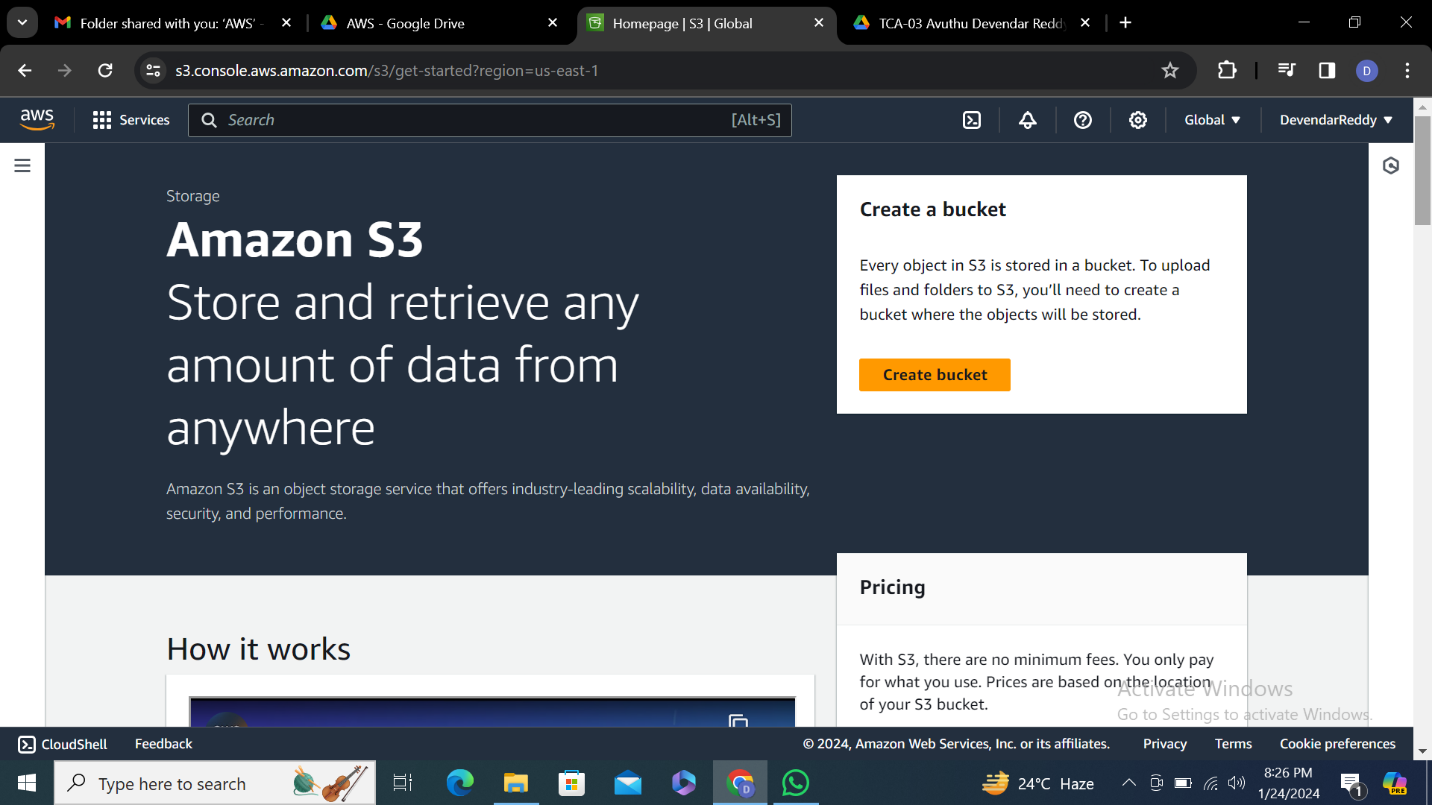 Folder shared with you: ‘AWS’ -
AWS - Google Drive
Homepage | S3 | Global
TCA-03 Avuthu Devendar Reddy
s3.console.aws.amazon.com/s3/get-started?region=us-east-1
D
aws
Services
Search
[Alt+S]
Global
DevendarReddy
Storage
Amazon S3
Store and retrieve any
amount of data from
anywhere
Amazon S3 is an object storage service that offers industry-leading scalability, data availability,
security, and performance.
Create a bucket
Every object in S3 is stored in a bucket. To upload
files and folders to S3, you’ll need to create a
bucket where the objects will be stored.
Create bucket
How it works
Pricing
With S3, there are no minimum fees. You only pay
for what you use. Prices are based on the location
of your S3 bucket.
Activate Windows
Go to Settings to activate Windows.
CloudShell
Feedback
© 2024, Amazon Web Services, Inc. or its affiliates.
Privacy
Terms
Cookie preferences
Type here to search
D
24°C Haze
8:26 PM
1/24/2024
1
PRE